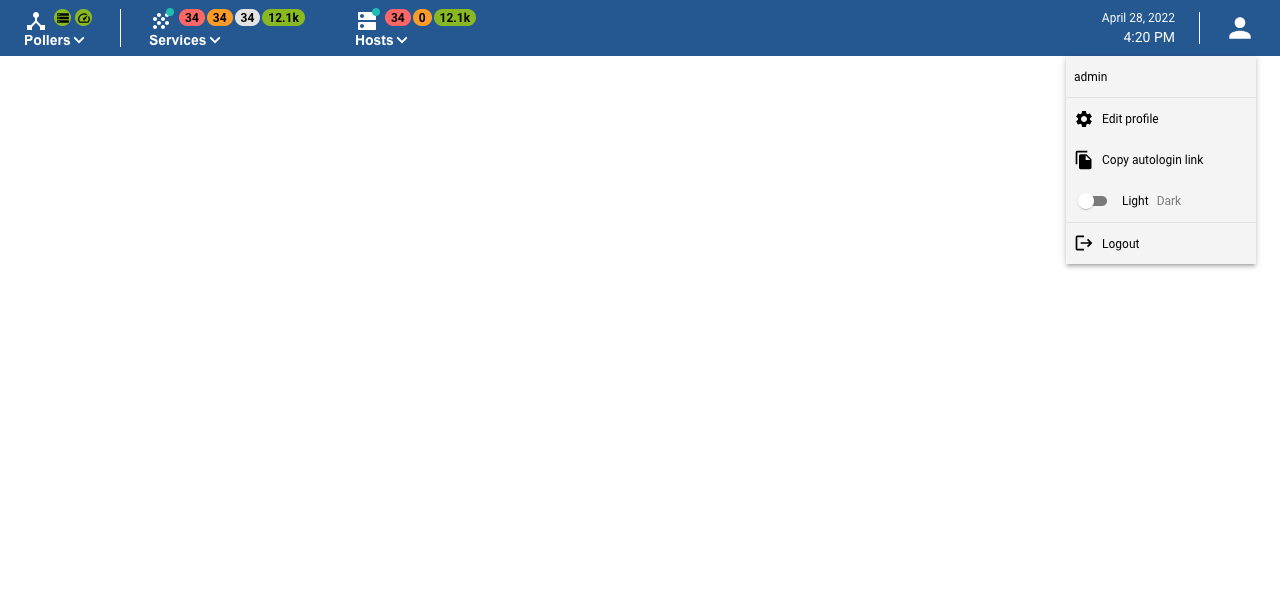 34 34 34 12.1k
34 0 12.1k
Pollers
Services
Hosts
April 28, 2022
4:20 PM
admin
Edit profile
Copy autologin link
Light Dark
Logout